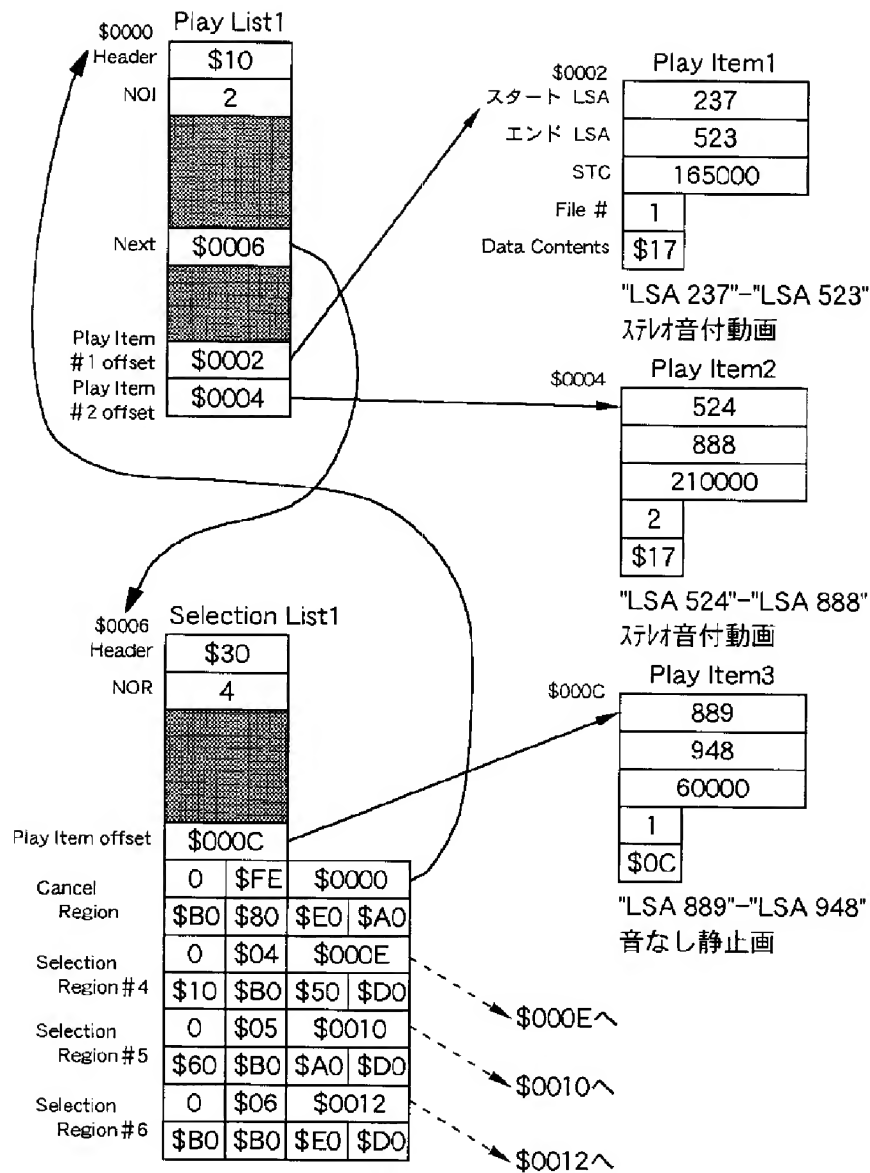 Play List1
$0000
Header
$10
NOI
2
Next
$0006
Play Item
#1 offset
$0002
Play Item
#2 offset
$0004
Play Item1
$0002
スタート LSA
237
エンド LSA
523
STC
165000
File #
1
Data Contents
$17
"LSA 237"-"LSA 523"
ステレオ音付動画
Play Item2
$0004
524
888
210000
2
$17
"LSA 524"-"LSA 888"
ステレオ音付動画
Selection List1
$0006
Header
$30
NOR
4
Play Item offset
$000C
Cancel
Region
0 $FE $0000
$B0 $80 $E0 $A0
Selection
Region#4
0 $04 $000E
$10 $B0 $50 $D0
Selection
Region#5
0 $05 $0010
$60 $B0 $A0 $D0
Selection
Region#6
0 $06 $0012
$B0 $B0 $E0 $D0
Play Item3
$000C
889
948
60000
1
$0C
"LSA 889"-"LSA 948"
音なし静止画
$000Eへ
$0010へ
$0012へ